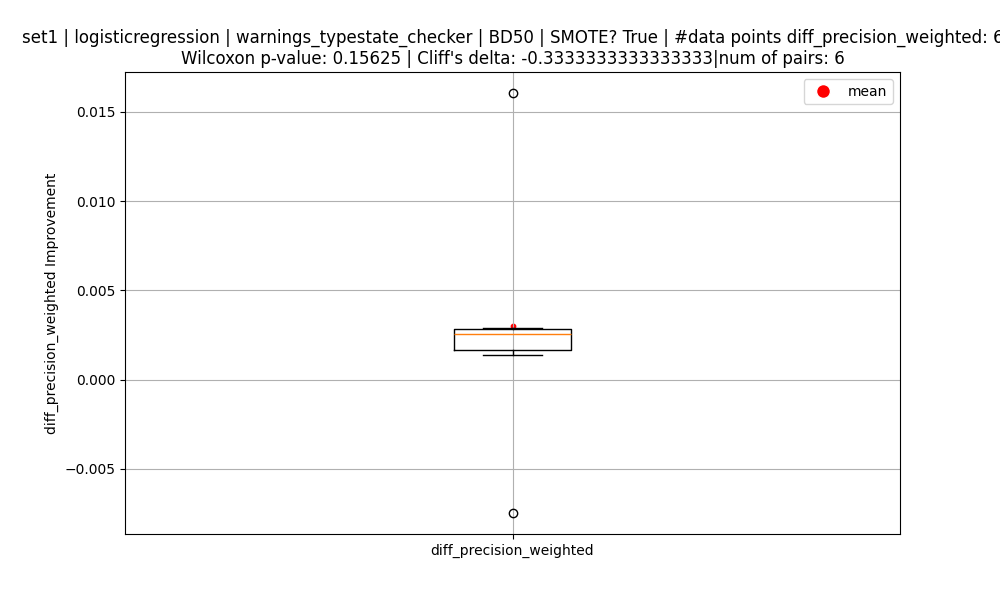 set1 | logisticregression | warnings_typestate_checker | BD50 | SMOTE? True | #data points diff_precision_weighted: 6
Wilcoxon p-value: 0.15625 | Cliff's delta: -0.3333333333333333|num of pairs: 6
mean
0.015
0.010
0.005
0.000
−0.005
diff_precision_weighted Improvement
diff_precision_weighted